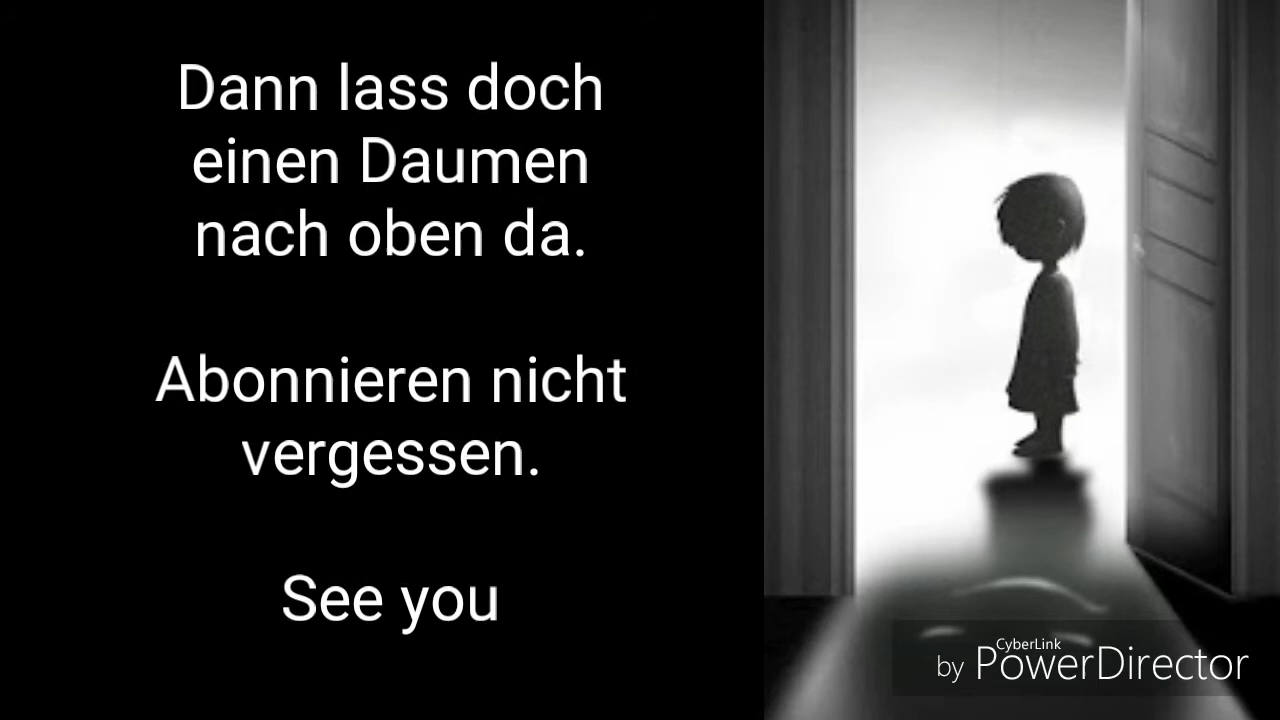 Dann lass doch
einen Daumen
nach oben da.
Abonnieren nicht
vergessen.
See you
CyberLink
by PowerDirector